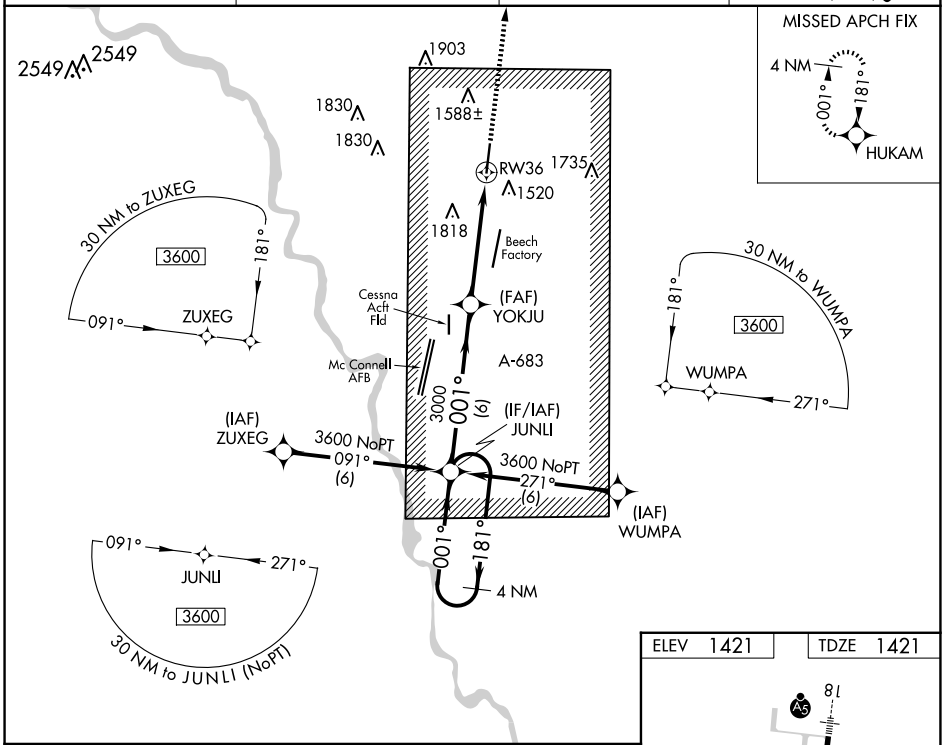 MISSED APCH FIX
4 NM
001°
181°
HUKAM
2549
2549
1903
1830
1830
1588±
RW36
1735
1520
1818
Beech
Factory
30 NM to ZUXEG
3600
181°
091°
ZUXEG
30 NM to WUMPA
181°
3600
WUMPA
271°
Cessna
Acft
Fld
(FAF)
YOKJU
Mc Connell
AFB
A-683
3000
001°
(6)
(IF/IAF)
JUNLI
(IAF)
ZUXEG
3600 NoPT
091°
(6)
3600 NoPT
271°
(6)
(IAF)
WUMPA
001°
181°
4 NM
091°
271°
JUNLI
3600
30 NM to JUNLI (NoPT)
ELEV 1421
TDZE 1421
A5
18